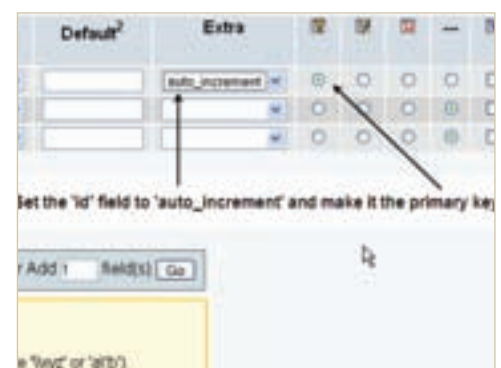 Default² Extra
auto_increment
Set the 'id' field to 'auto_increment' and make it the primary key
r Add 1 field(s) Go
or 'a(b').